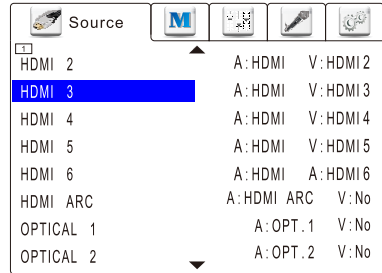 Source M
1
HDMI 2 A:HDMI V:HDMI2
HDMI 3 A:HDMI V:HDMI3
HDMI 4 A:HDMI V:HDMI4
HDMI 5 A:HDMI V:HDMI5
HDMI 6 A:HDMI A:HDMI6
HDMI ARC A:HDMI ARC V:No
OPTICAL 1 A:OPT.1 V:No
OPTICAL 2 A:OPT.2 V:No